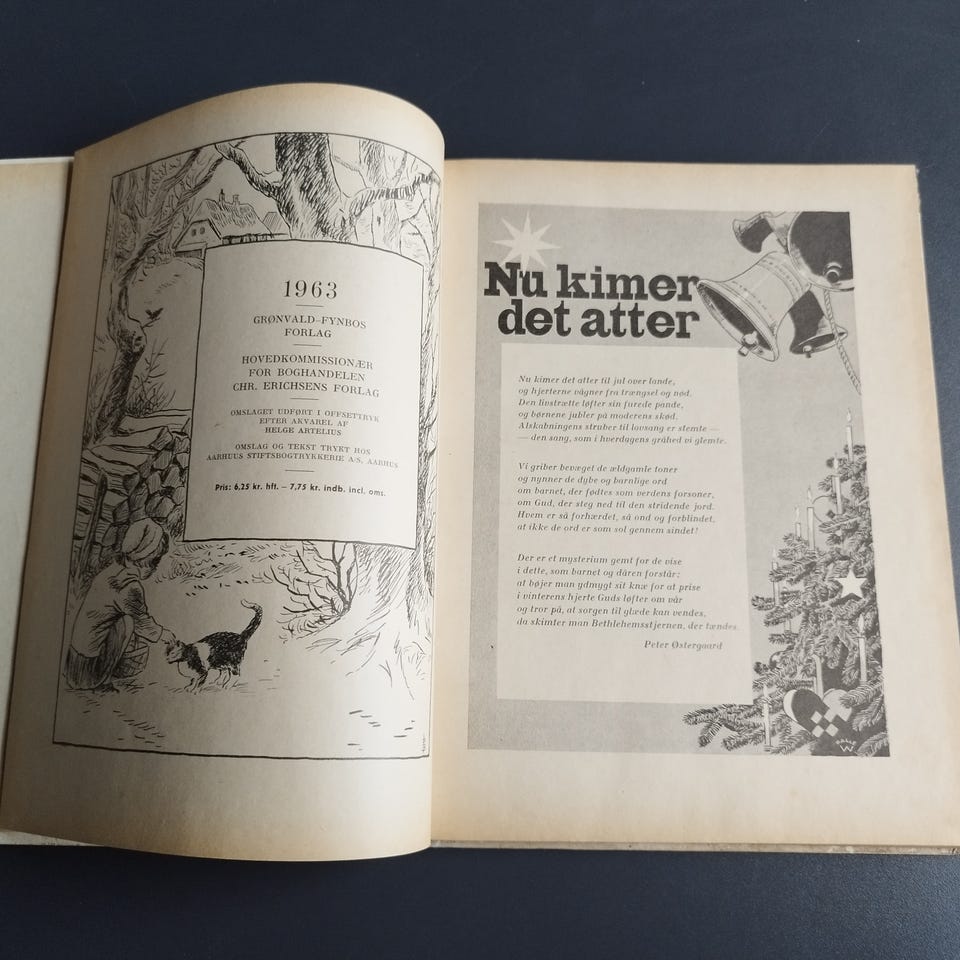 1963
GRØNVALD-FYNBOS
FORLAG
HOVEDKOMMISSIONÆR
FOR BOGHANDELEN
CHR. ERICHSENS FORLAG
OMSLAGET UDFØRT I OFFSETTRYK
EFTER AKVAREL AF
HELGE ARTELIUS
OMSLAG OG TEKST TRYKT HOS
AARHUUS STIFTSBOGTRYKKERIE A/S, AARHUS
Pris: 6,25 kr. hft. – 7,75 kr. indb. incl. oms.
Nu kimer
det atter
Nu kimer det atter til jul over lande,
og hjerterne vågner fra trængsel og nød.
Den livstrætte løfter sin furede pande,
og børnene jubler på moderens skød.
Alskabningens struber til lovsang er stemte —
— den sang, som i hverdagens gråhed vi glemte.
Vi griber bevæget de ældgamle toner
og nynner de dybe og barnlige ord
om barnet, der fødtes som verdens forsoner,
om Gud, der steg ned til den stridende jord.
Hvem er så forhærdet, så ond og forblindet,
at ikke de ord er som sol gennem sindet!
Der er et mysterium gemt for de vise
i dette, som barnet og dåren forstår:
at bøjer man ydmygt sit knæ for at prise
i vinterens hjerte Guds løfter om vår
og tror på, at sorgen til glæde kan vendes,
da skimter man Bethlehemsstjernen, der tændes.
Peter Østergaard